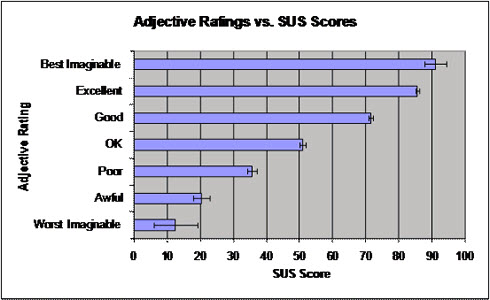 Adjective Ratings vs. SUS Scores
Best Imaginable
Excellent
Good
OK
Poor
Awful
Worst Imaginable
Adjective Rating
0 10 20 30 40 50 60 70 80 90 100
SUS Score